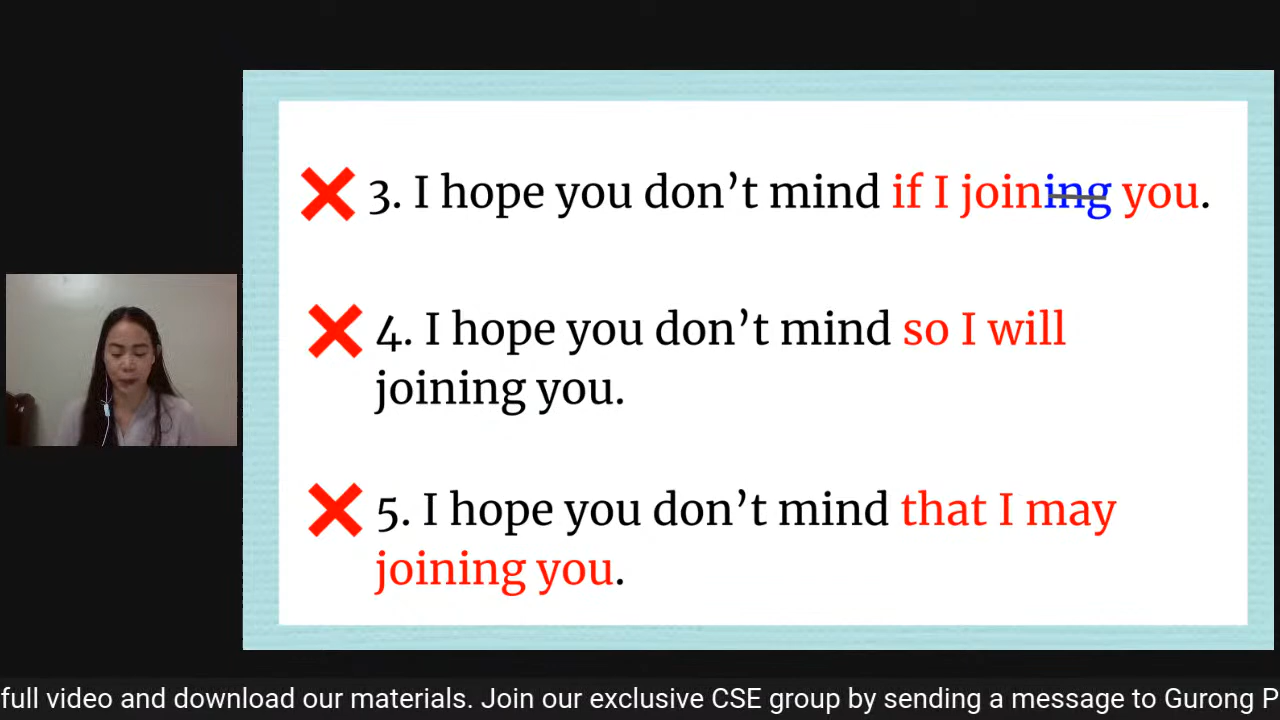 3. I hope you don’t mind if I joining you.
4. I hope you don’t mind so I will
joining you.
5. I hope you don’t mind that I may
joining you.
full video and download our materials. Join our exclusive CSE group by sending a message to Gurong P